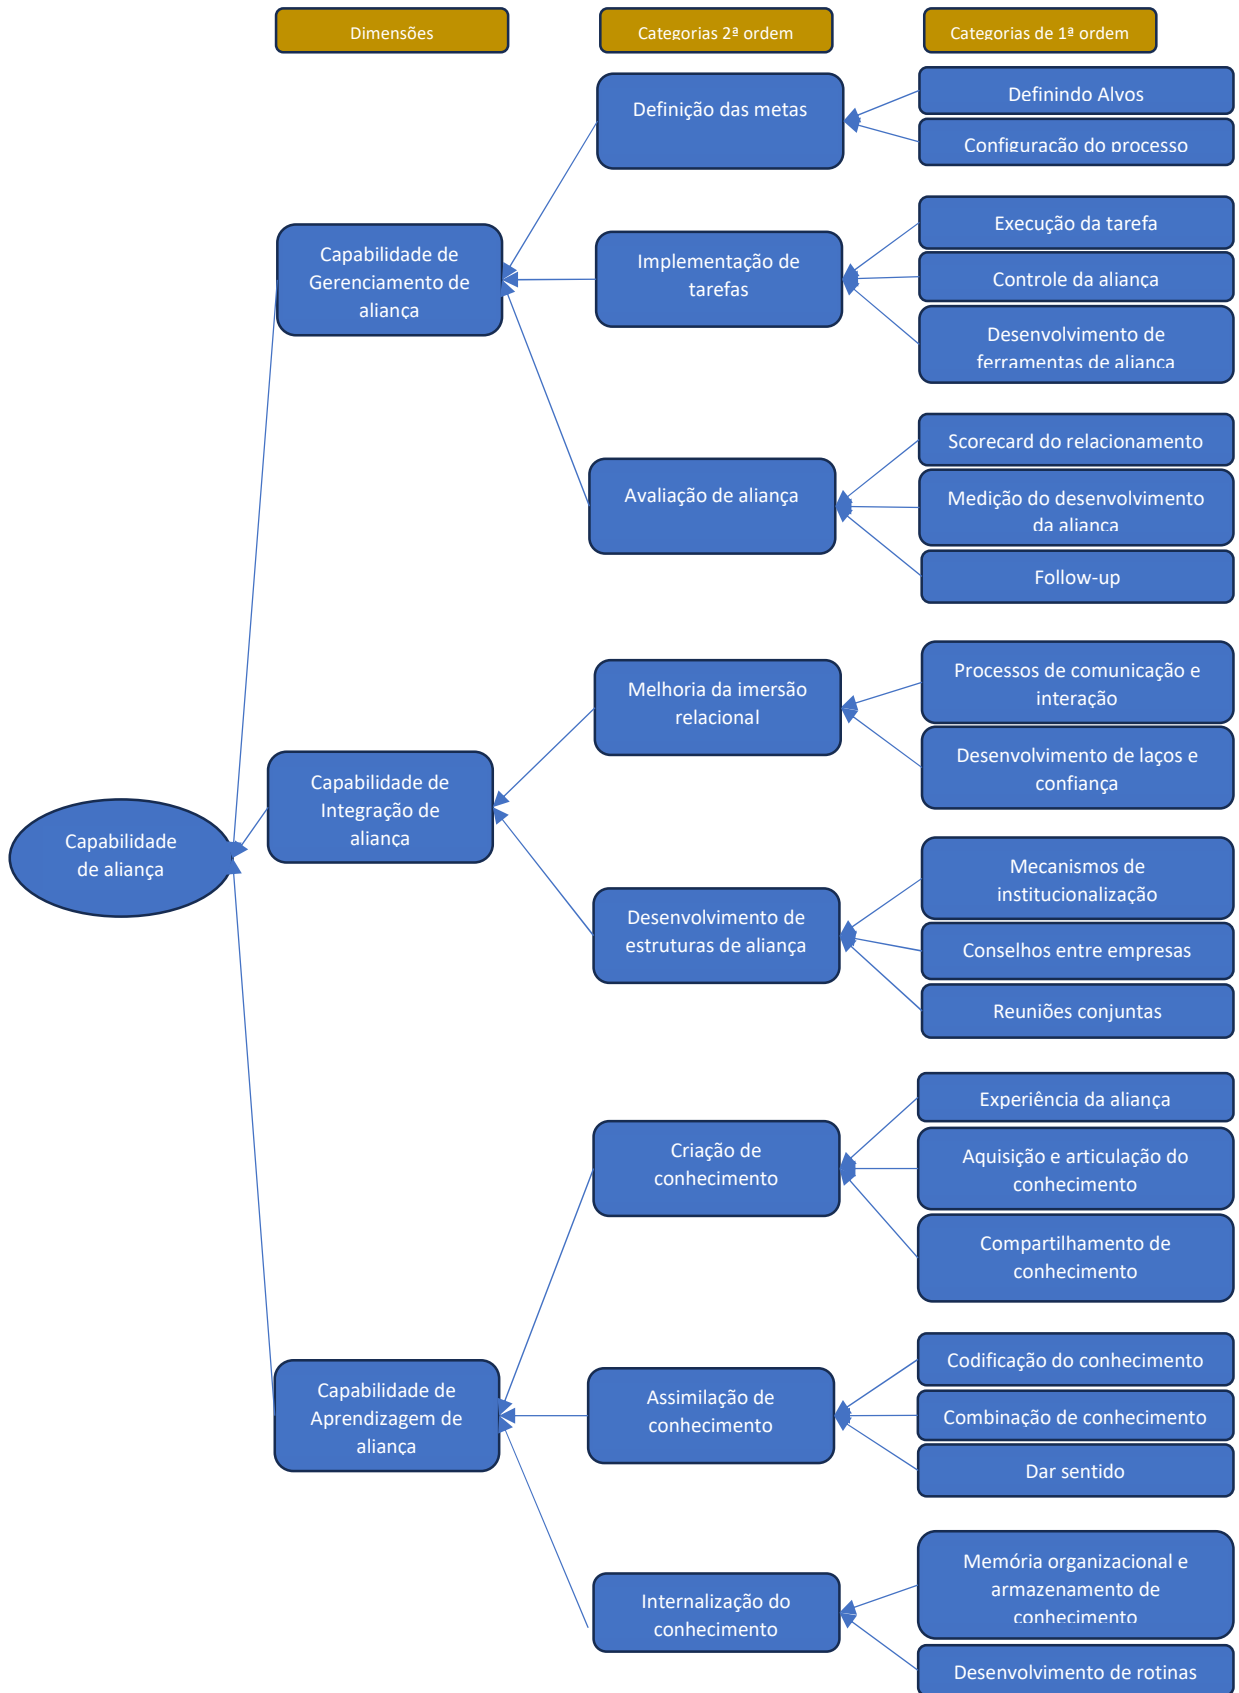 Dimensões
Categorias 2ª ordem
Categorias de 1ª ordem
Definição das metas
Definindo Alvos
Configuração do processo
Capabilidade de
Gerenciamento de
aliança
Implementação de
tarefas
Execução da tarefa
Controle da aliança
Desenvolvimento de
ferramentas de aliança
Avaliação de aliança
Scorecard do relacionamento
Medição do desenvolvimento
da aliança
Follow-up
Capabilidade
de aliança
Capabilidade de
Integração de
aliança
Melhoria da imersão
relacional
Processos de comunicação e
interação
Desenvolvimento de laços e
confiança
Desenvolvimento de
estruturas de aliança
Mecanismos de
institucionalização
Conselhos entre empresas
Reuniões conjuntas
Capabilidade de
Aprendizagem de
aliança
Criação de
conhecimento
Experiência da aliança
Aquisição e articulação do
conhecimento
Compartilhamento de
conhecimento
Assimilação de
conhecimento
Codificação do conhecimento
Combinação de conhecimento
Dar sentido
Internalização do
conhecimento
Memória organizacional e
armazenamento de
conhecimento
Desenvolvimento de rotinas